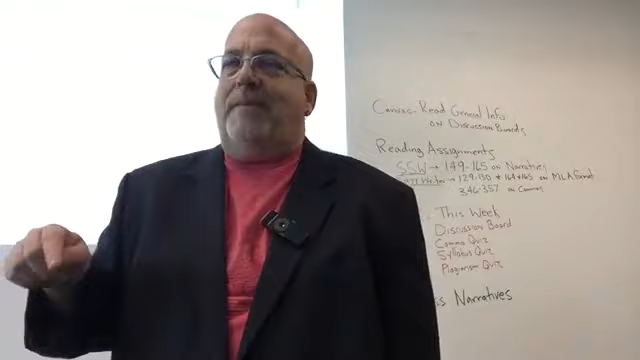 Canvas-Read General Info
on Discussion Boards
Reading Assignments
SSW → 149-165 on Narratives
Writer → 129-130 + 164+165 on MLA format
346-357 on Commas
This Week
Discussion Board
Comma Quiz
Syllabus Quiz
Plagiarism Quiz
ss Narratives